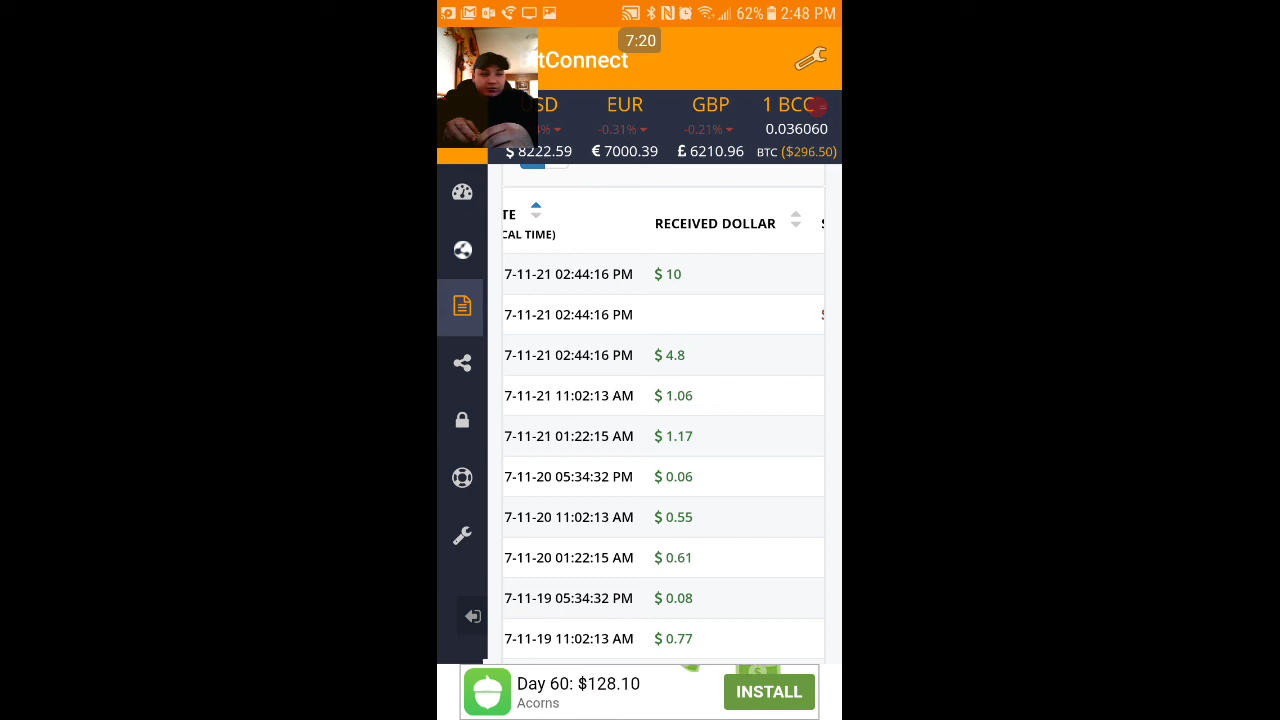 62% 2:48 PM
7:20
tConnect
SD EUR GBP 1 BCC
4% -0.31% -0.21% 0.036060
$ 8222.59 € 7000.39 £ 6210.96 BTC ($296.50)
TE
CAL TIME) RECEIVED DOLLAR
7-11-21 02:44:16 PM $ 10
7-11-21 02:44:16 PM
7-11-21 02:44:16 PM $ 4.8
7-11-21 11:02:13 AM $ 1.06
7-11-21 01:22:15 AM $ 1.17
7-11-20 05:34:32 PM $ 0.06
7-11-20 11:02:13 AM $ 0.55
7-11-20 01:22:15 AM $ 0.61
7-11-19 05:34:32 PM $ 0.08
7-11-19 11:02:13 AM $ 0.77
Day 60: $128.10
Acorns
INSTALL